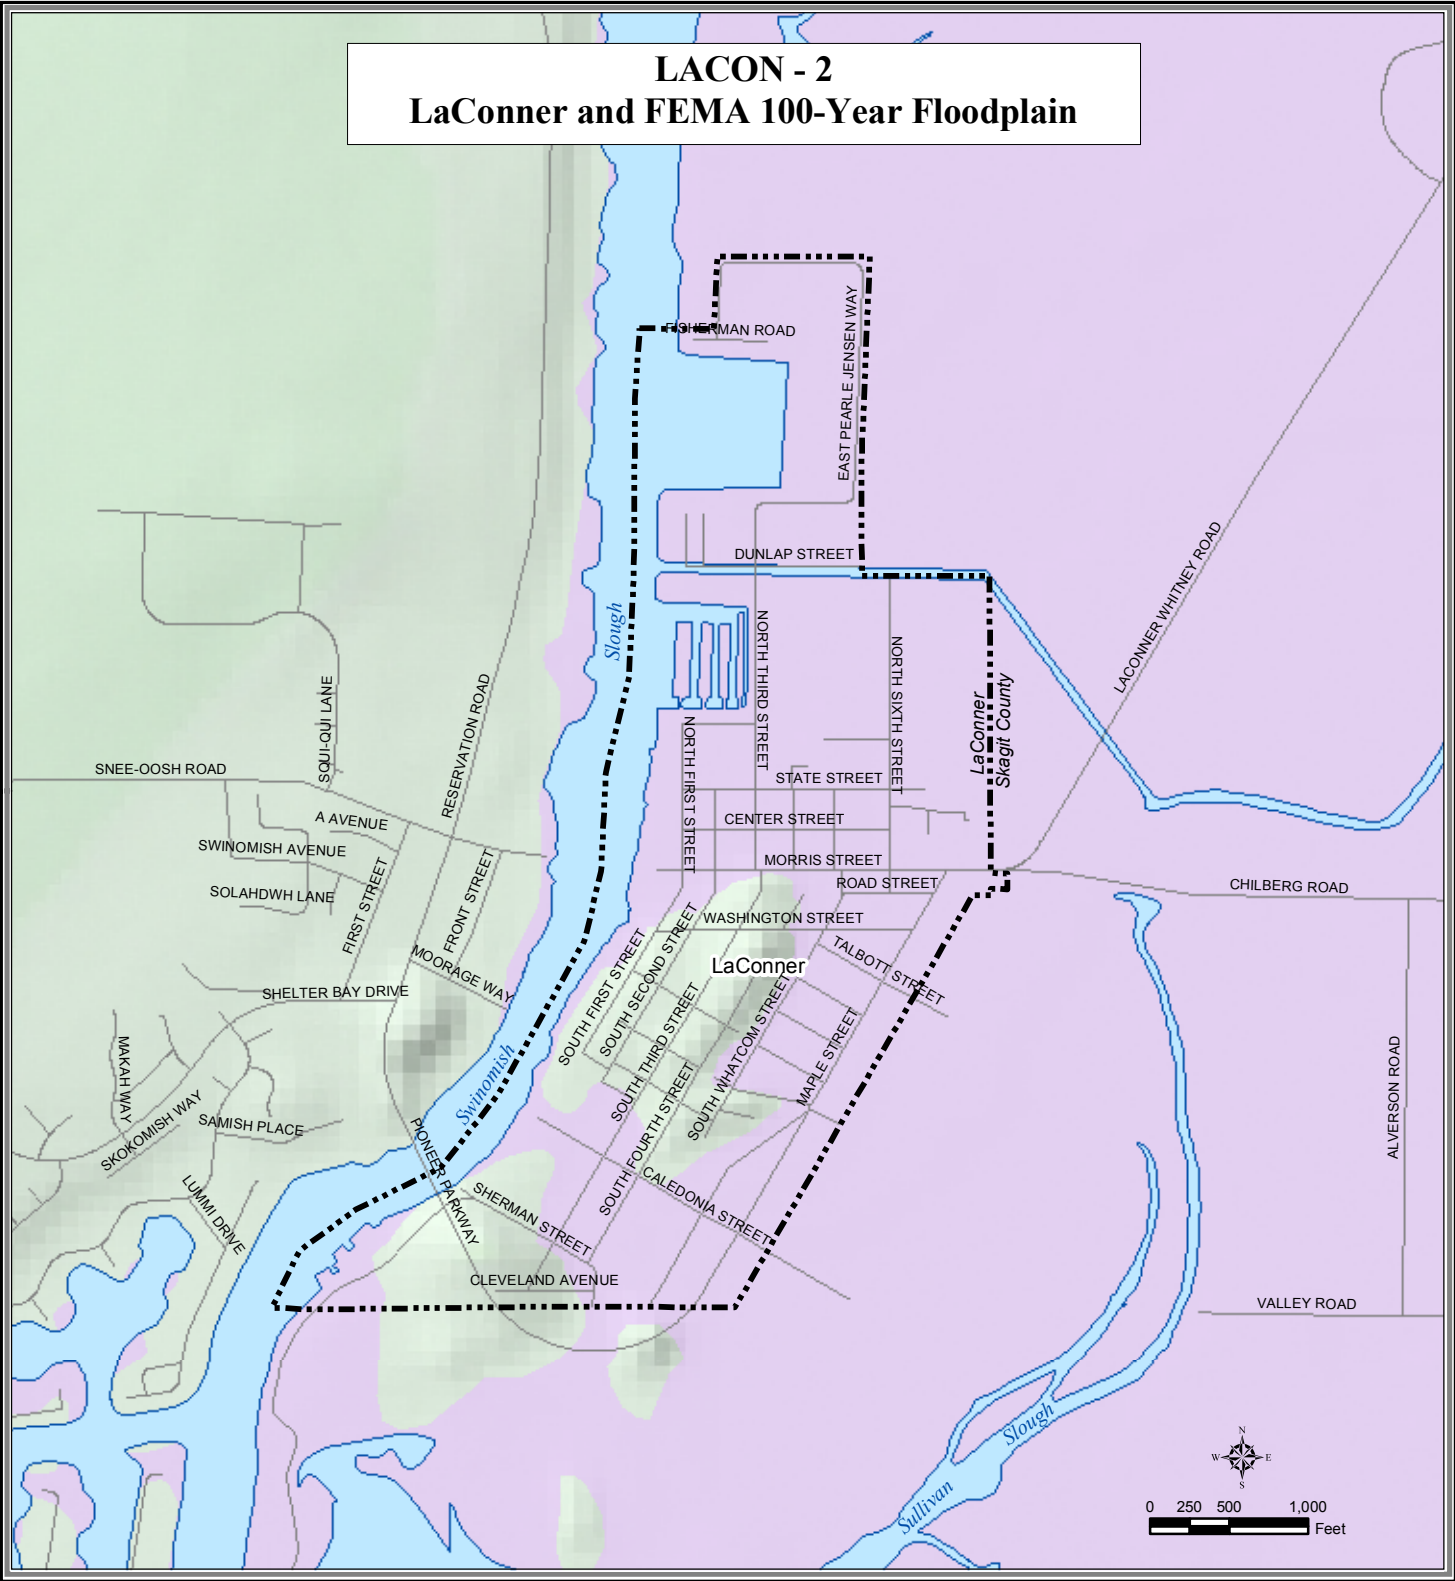 LACON - 2
LaConner and FEMA 100-Year Floodplain
FISHERMAN ROAD
EAST PEARLE JENSEN WAY
DUNLAP STREET
LACONNER WHITNEY ROAD
Slough
NORTH THIRD STREET
NORTH SIXTH STREET
LaConner
Skagit County
SQUI-QUI LANE
RESERVATION ROAD
NORTH FIRST STREET
SNEE-OOSH ROAD
STATE STREET
A AVENUE
CENTER STREET
SWINOMISH AVENUE
MORRIS STREET
SOLAHDWH LANE
FIRST STREET
FRONT STREET
ROAD STREET
CHILBERG ROAD
WASHINGTON STREET
MOORAGE WAY
SOUTH FIRST STREET
SOUTH SECOND STREET
LaConner
TALBOTT STREET
SHELTER BAY DRIVE
SOUTH THIRD STREET
SOUTH WHATCOM STREET
MAPLE STREET
MAKAH WAY
Swinomish
ALVERSON ROAD
SKOKOMISH WAY
SAMISH PLACE
PIONEER PARKWAY
SOUTH FOURTH STREET
LUMMI DRIVE
SHERMAN STREET
CALEDONIA STREET
CLEVELAND AVENUE
VALLEY ROAD
Slough
Sullivan
N
W
E
S
0 250 500 1,000
Feet